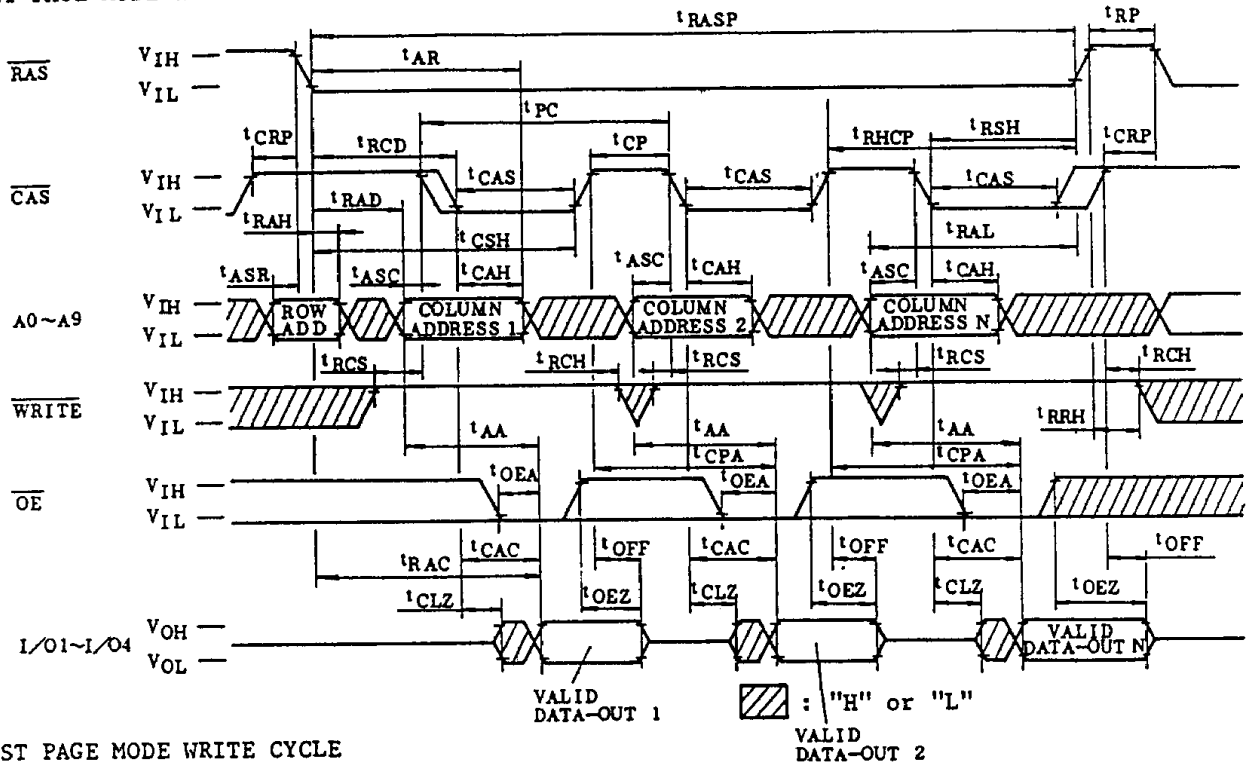 tRASP tRP
tAR
RAS VIH
VIL
tPC
tCRP tRCD tCP tRHCP tRSH tCRP
CAS VIH tCAS tCAS tCAS
VIL tRAD
tRAH tCSH tRAL
tASR tASC tCAH tASC tCAH tASC tCAH
A0~A9 VIH ROW COLUMN COLUMN COLUMN
VIL ADD ADDRESS 1 ADDRESS 2 ADDRESS N
tRCS tRCH tRCS tRCS tRCH
WRITE VIH
VIL tRRH
tAA tAA tAA
tCPA tCPA
OE VIH tOEA tOEA tOEA
VIL
tCAC tOFF tCAC tOFF tCAC tOFF
tRAC
tCLZ tOEZ tCLZ tOEZ tCLZ tOEZ
I/O1~I/O4 VOH VALID
VOL DATA-OUT N
VALID
DATA-OUT 1
: "H" or "L"
VALID
DATA-OUT 2
ST PAGE MODE WRITE CYCLE